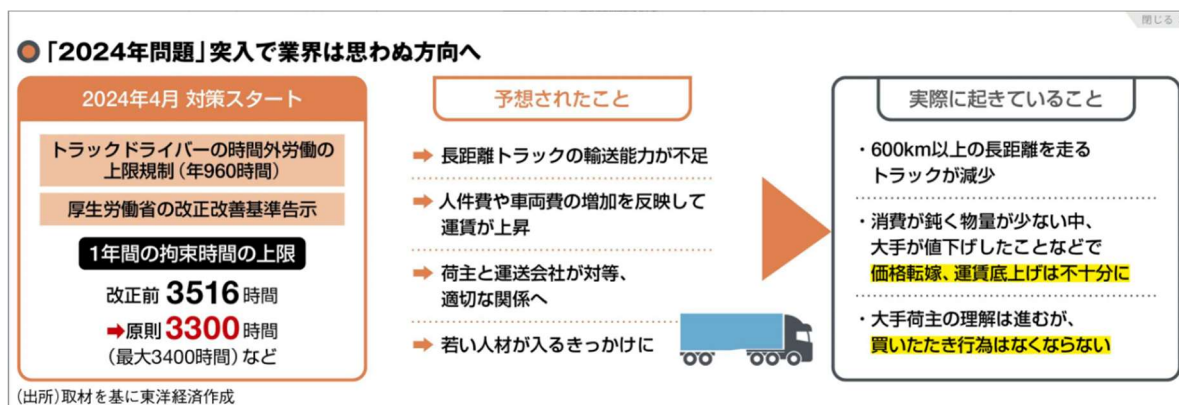 閉じる
「2024年問題」突入で業界は思わぬ方向へ
2024年4月 対策スタート
トラックドライバーの時間外労働の
上限規制(年960時間)
厚生労働省の改正改善基準告示
1年間の拘束時間の上限
改正前 3516時間
➡原則 3300時間
(最大3400時間)など
予想されたこと
➡ 長距離トラックの輸送能力が不足
➡ 人件費や車両費の増加を反映して
運賃が上昇
➡ 荷主と運送会社が対等、
適切な関係へ
➡ 若い人材が入るきっかけに
実際に起きていること
・600km以上の長距離を走る
トラックが減少
・消費が鈍く物量が少ない中、
大手が値下げしたことなどで
価格転嫁、運賃底上げは不十分に
・大手荷主の理解は進むが、
買いたたき行為はなくならない
(出所)取材を基に東洋経済作成